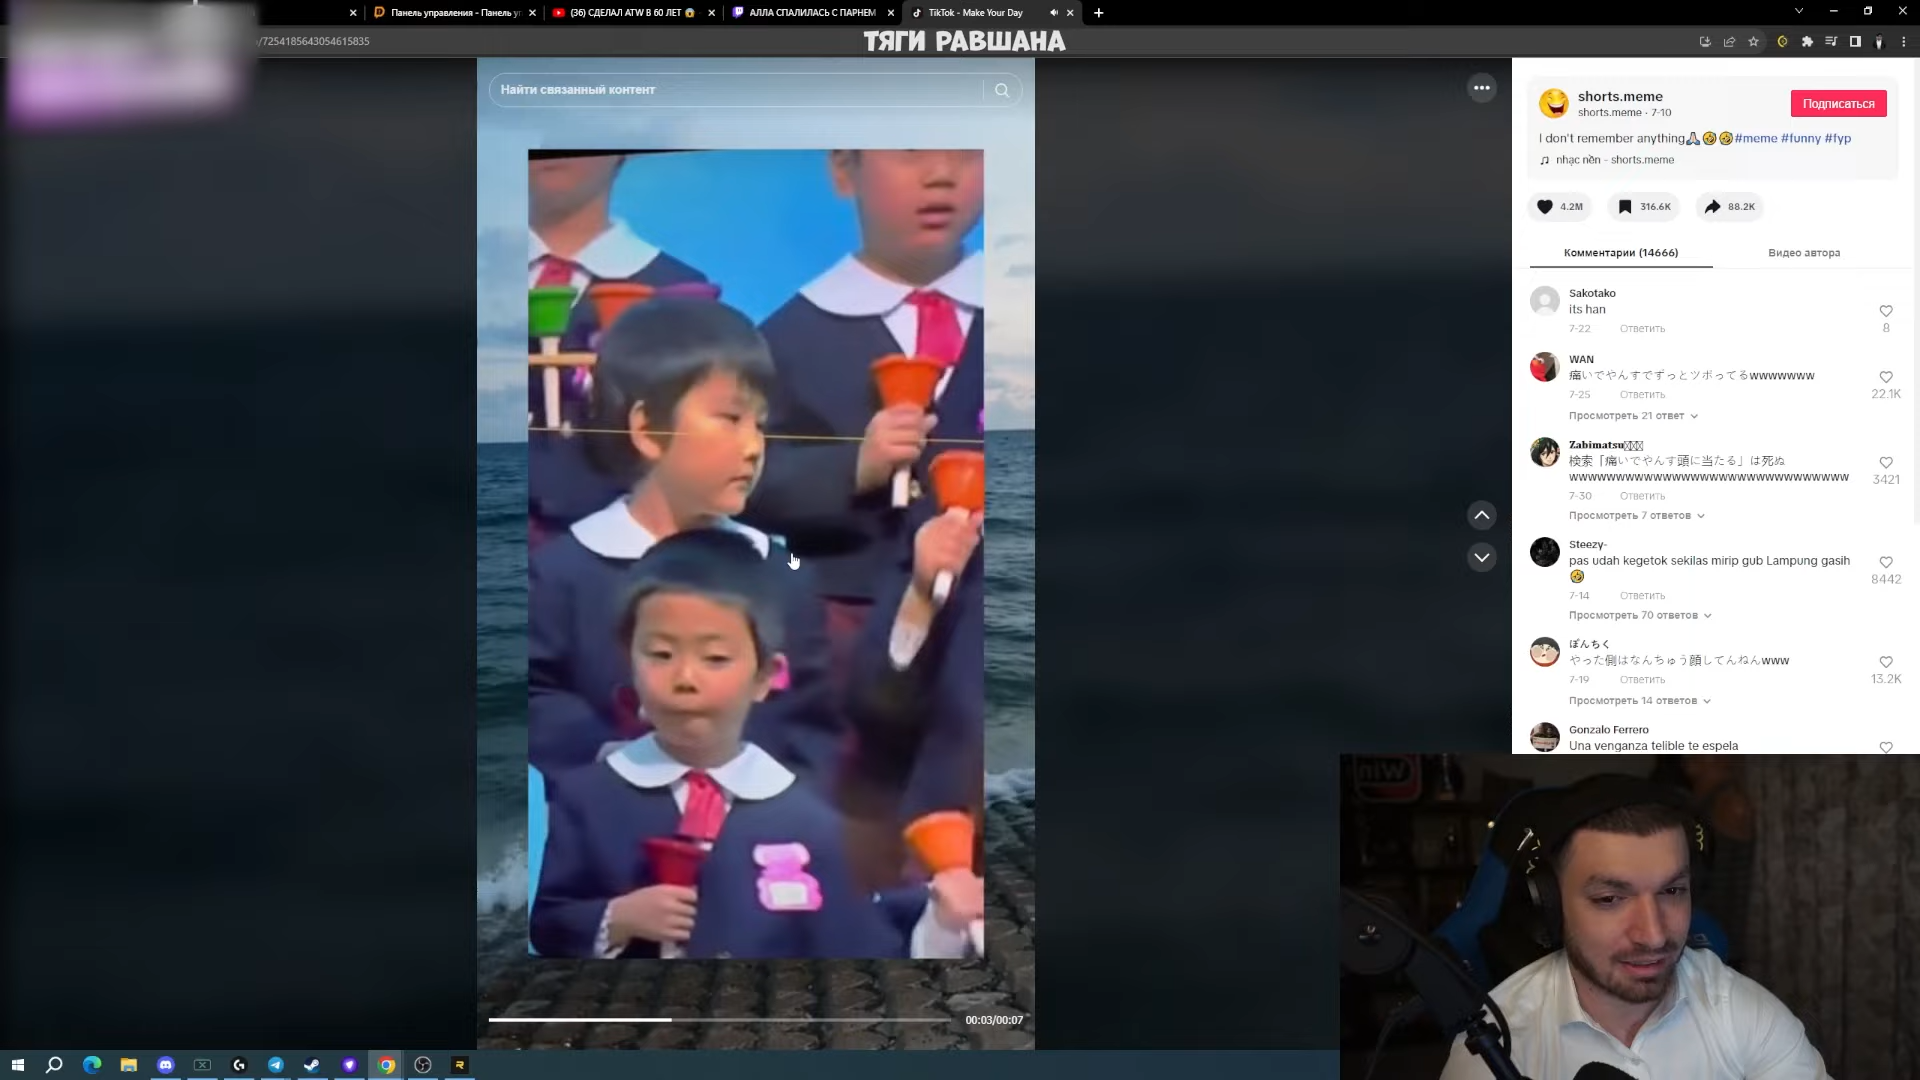 Панель управления - Панель у
(36) СДЕЛАЛ ATW В 60 ЛЕТ 😱
АЛЛА СПАЛИЛАСЬ С ПАРНЕМ
TikTok - Make Your Day
/7254185643054615835
ТЯГИ РАВШАНА
Найти связанный контент
shorts.meme
shorts.meme · 7-10
Подписаться
I don't remember anything🙏🏻🤣🤣#meme #funny #fyp
nhạc nền - shorts.meme
4.2M
316.6K
88.2K
Комментарии (14666)
Видео автора
Sakotako
its han
7-22 Ответить
8
WAN
痛いでやんすでずっとツボってるwwwwwww
7-25 Ответить
22.1K
Просмотреть 21 ответ
Zabimatsu
検索「痛いでやんす頭に当たる」は死ぬ
wwwwwwwwwwwwwwwwwwwwwwwwwwwwww
7-30 Ответить
3421
Просмотреть 7 ответов
Steezy-
pas udah kegetok sekilas mirip gub Lampung gasih
🤣
7-14 Ответить
8442
Просмотреть 70 ответов
ぽんちく
やった側はなんちゅう顔してんねんwww
7-19 Ответить
13.2K
Просмотреть 14 ответов
Gonzalo Ferrero
Una venganza telible te espela
00:03/00:07